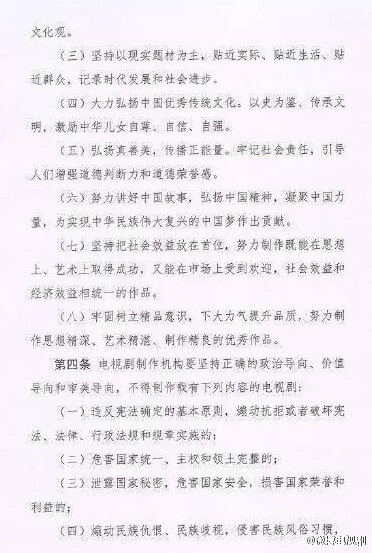 文化观。
（三）坚持以现实题材为主，贴近实际、贴近生活、贴
近群众，记录时代发展和社会进步。
（四）大力弘扬中国优秀传统文化。以史为鉴、传承文
明，激励中华儿女自尊、自信、自强。
（五）弘扬真善美，传播正能量。牢记社会责任，引导
人们增强道德判断力和道德荣誉感。
（六）努力讲好中国故事，弘扬中国精神，凝聚中国力
量，为实现中华民族伟大复兴的中国梦作出贡献。
（七）坚持把社会效益放在首位，努力制作既能在思想
上、艺术上取得成功，又能在市场上受到欢迎，社会效益和
经济效益相统一的作品。
（八）牢固树立精品意识，下大力气提升品质，努力制
作思想精深、艺术精湛、制作精良的优秀作品。
第四条 电视剧制作机构要坚持正确的政治导向、价值
导向和审美导向，不得制作载有下列内容的电视剧：
（一）违反宪法确定的基本原则，煽动抗拒或者破坏宪
法、法律、行政法规和规章实施的；
（二）危害国家统一、主权和领土完整的；
（三）泄露国家秘密，危害国家安全，损害国家荣誉和
利益的；
（四）煽动民族仇恨、民族歧视，侵害民族风俗习惯，